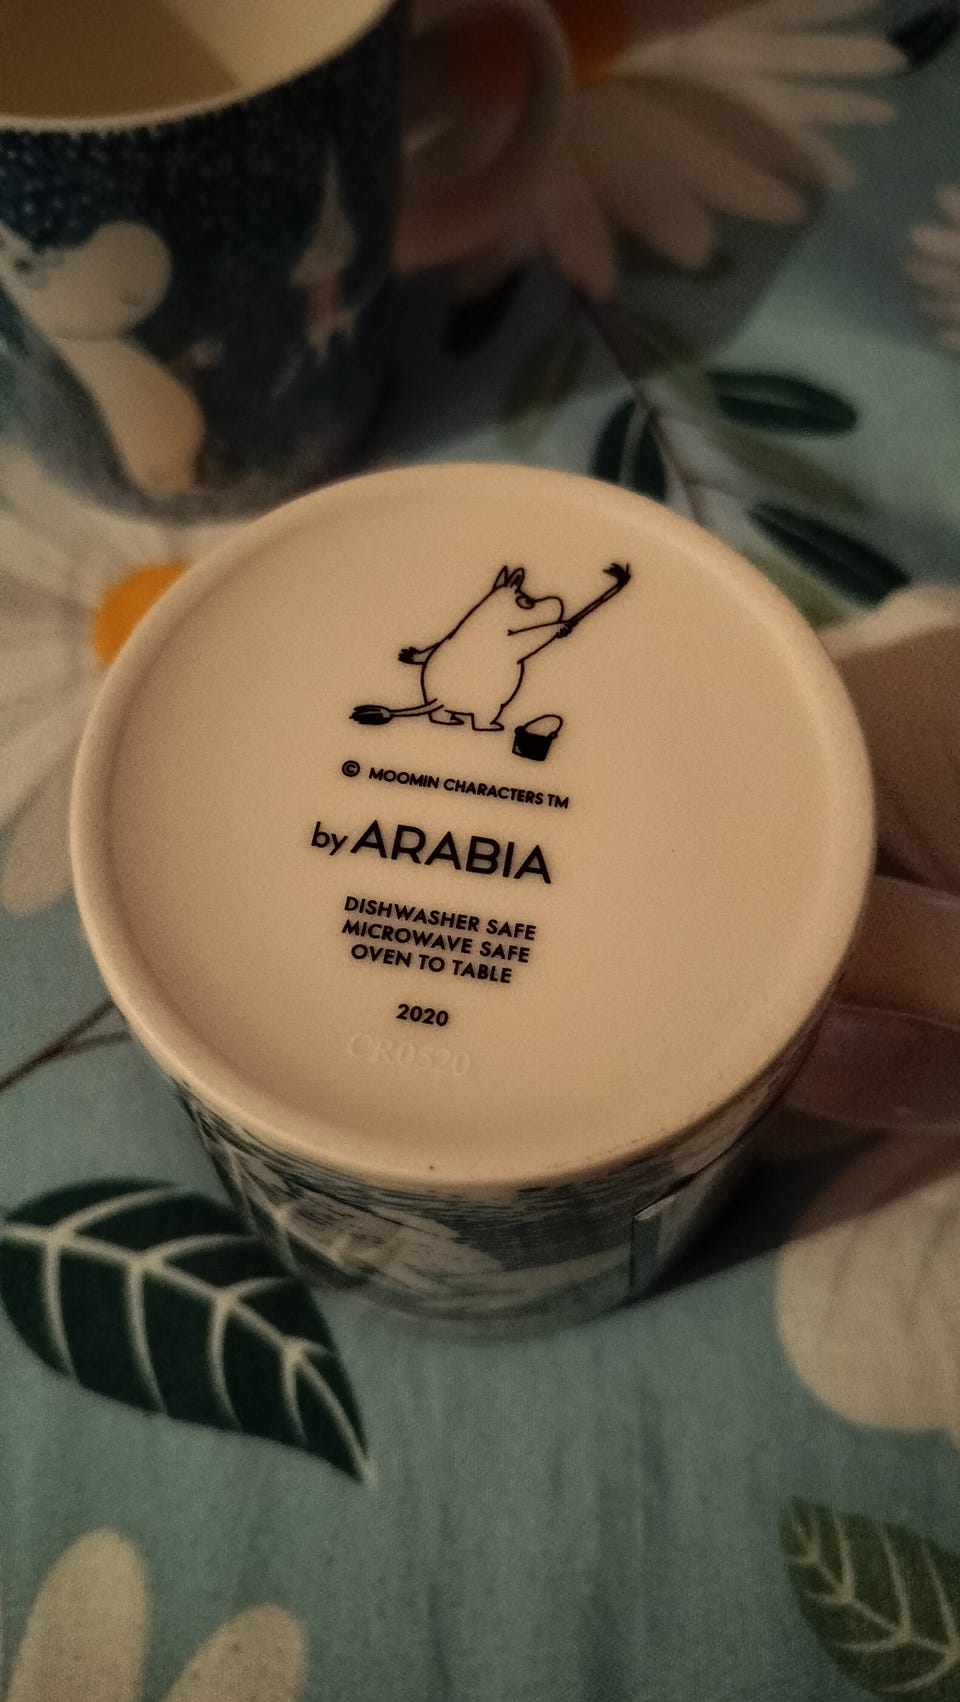 © MOOMIN CHARACTERS TM
by ARABIA
DISHWASHER SAFE
MICROWAVE SAFE
OVEN TO TABLE
2020
CR0520